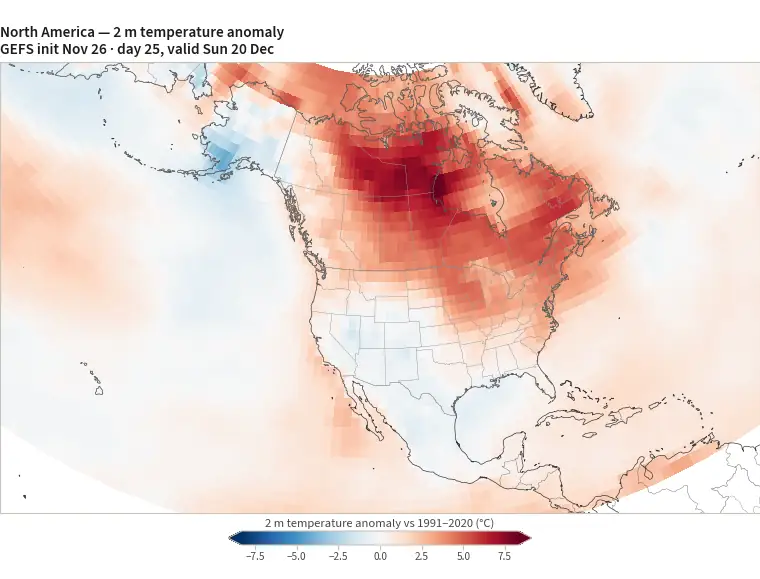 North America — 2 m temperature anomaly
GEFS init Nov 26 · day 25, valid Sun 20 Dec
2 m temperature anomaly vs 1991–2020 (°C)
−7.5 −5.0 −2.5 0.0 2.5 5.0 7.5